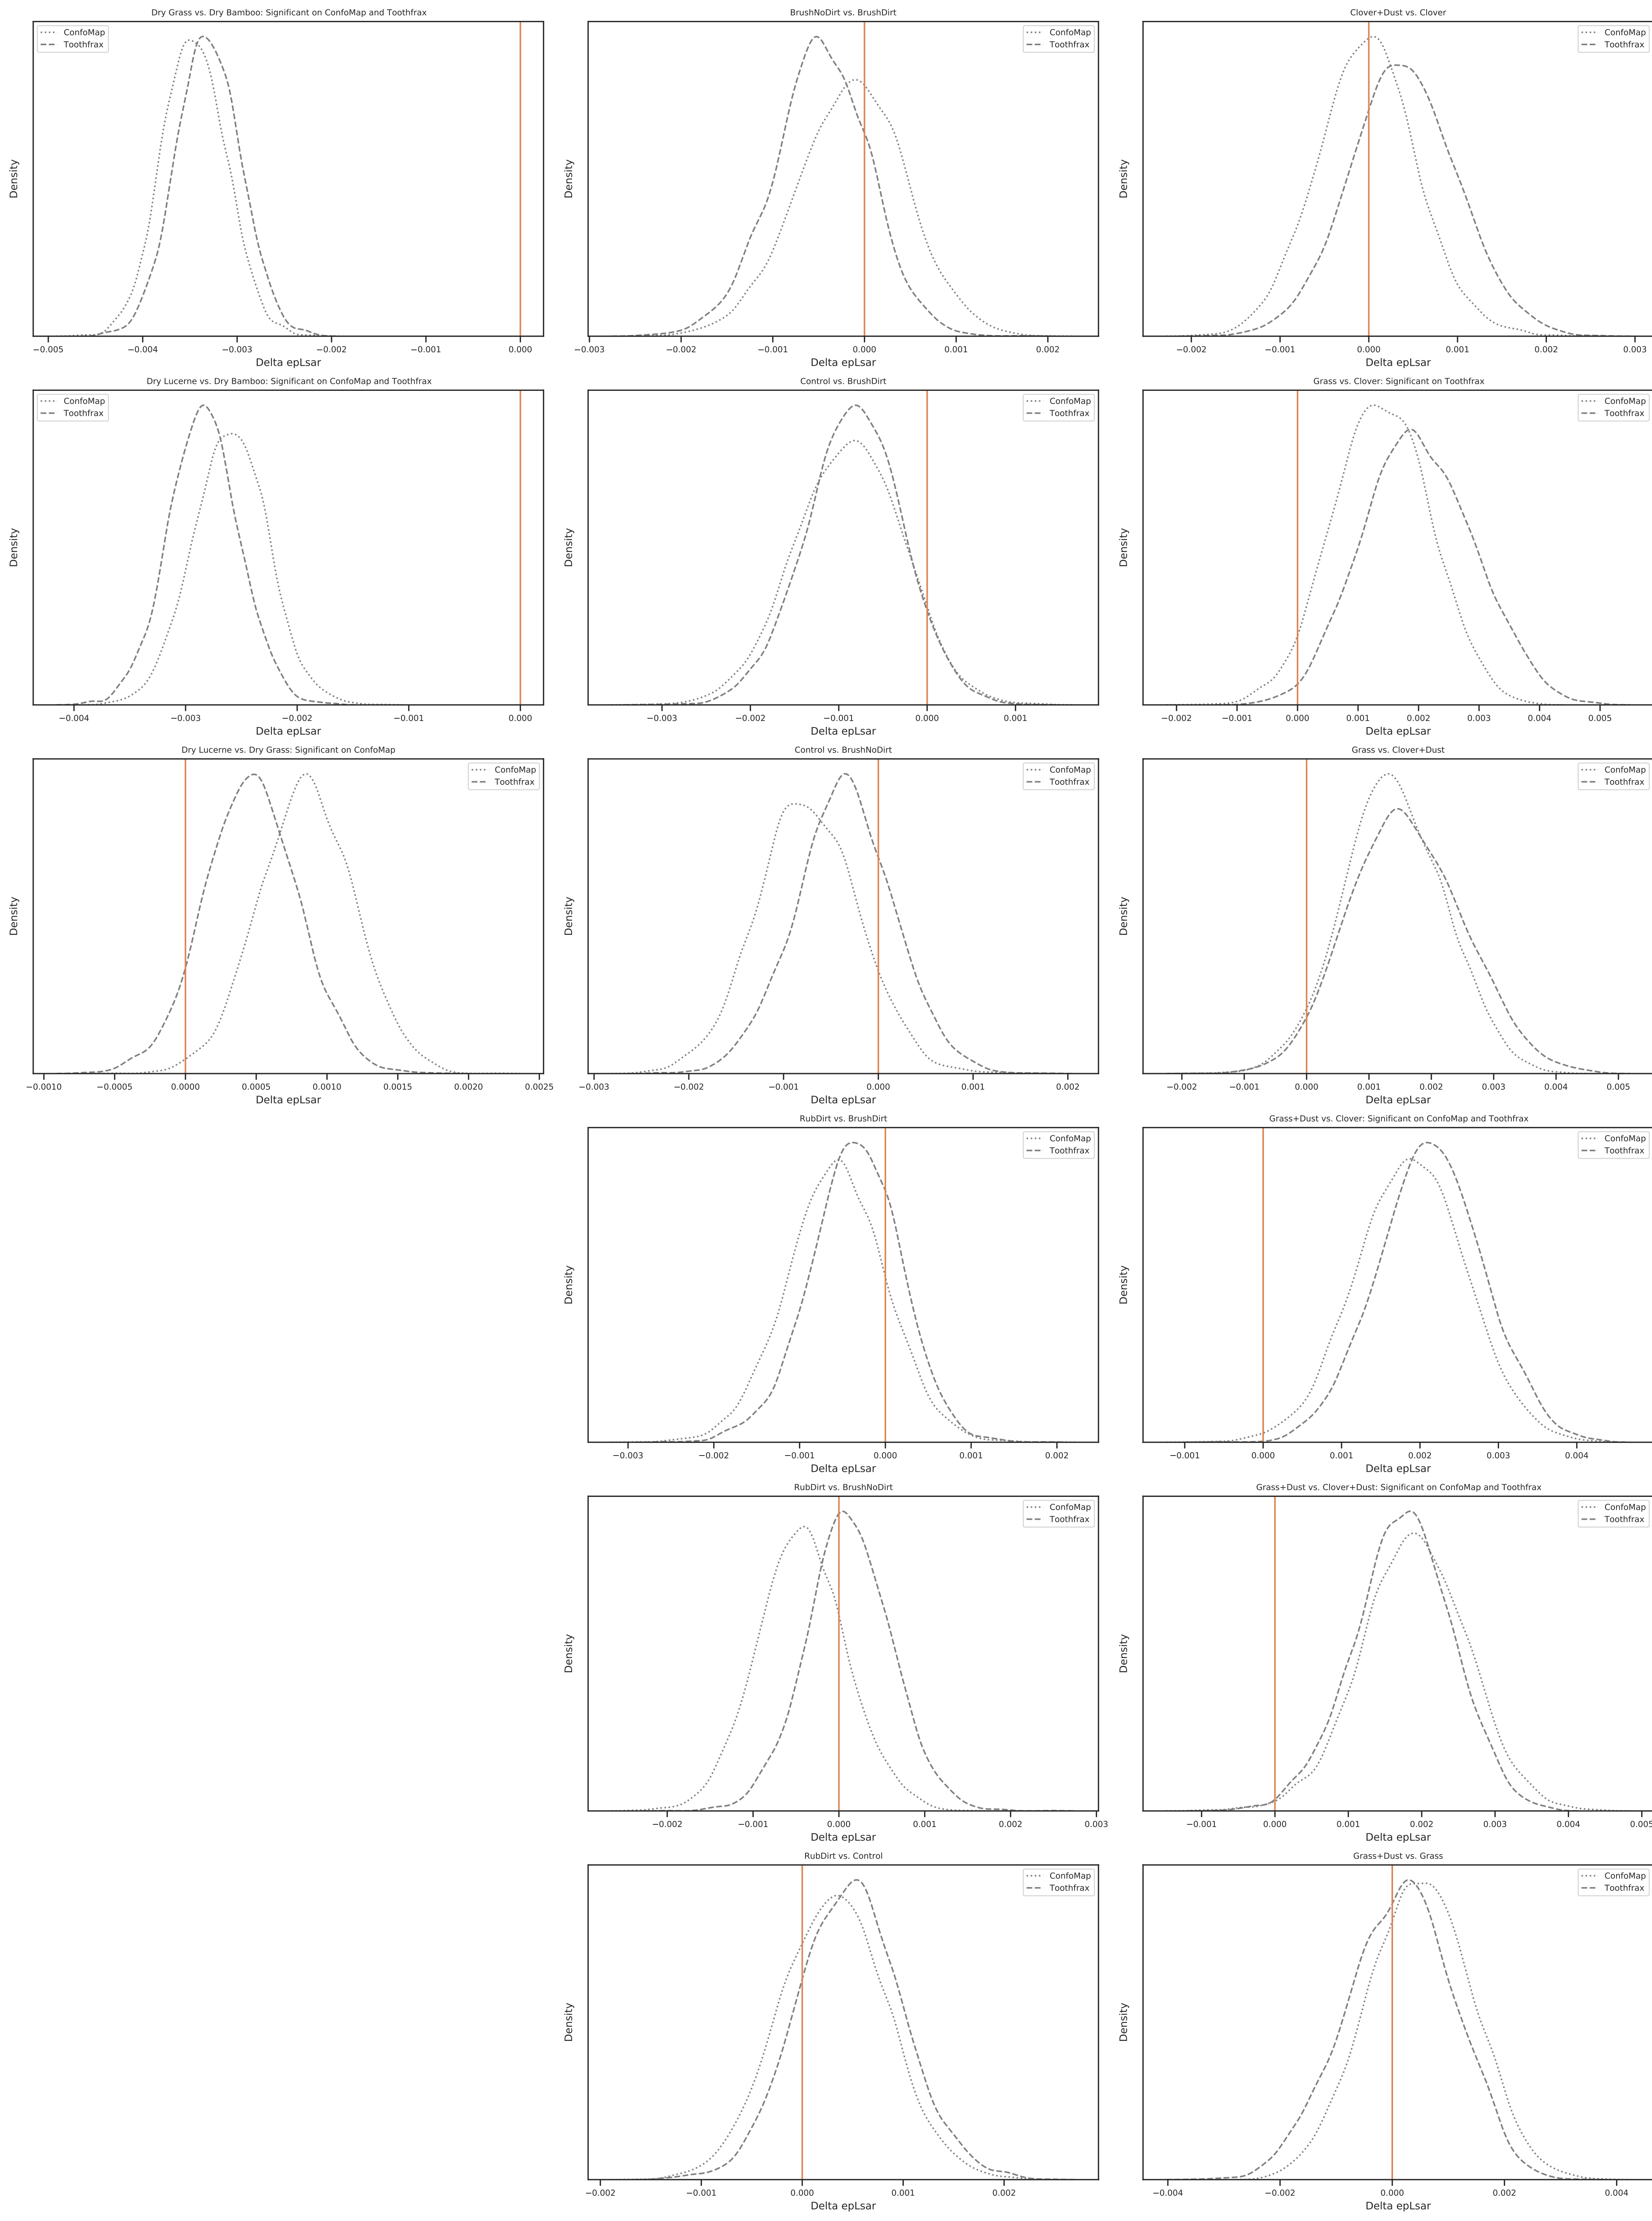 Dry Grass vs. Dry Bamboo: Significant on ConfoMap and Toothfrax
ConfoMap
Toothfrax
Density
−0.005 −0.004 −0.003 −0.002 −0.001 0.000
Delta epLsar
BrushNoDirt vs. BrushDirt
ConfoMap
Toothfrax
Density
−0.003 −0.002 −0.001 0.000 0.001 0.002
Delta epLsar
Clover+Dust vs. Clover
ConfoMap
Toothfrax
Density
−0.002 −0.001 0.000 0.001 0.002 0.003
Delta epLsar
Dry Lucerne vs. Dry Bamboo: Significant on ConfoMap and Toothfrax
ConfoMap
Toothfrax
Density
−0.004 −0.003 −0.002 −0.001 0.000
Delta epLsar
Control vs. BrushDirt
ConfoMap
Toothfrax
Density
−0.003 −0.002 −0.001 0.000 0.001
Delta epLsar
Grass vs. Clover: Significant on Toothfrax
ConfoMap
Toothfrax
Density
−0.002 −0.001 0.000 0.001 0.002 0.003 0.004 0.005
Delta epLsar
Dry Lucerne vs. Dry Grass: Significant on ConfoMap
ConfoMap
Toothfrax
Density
−0.0010 −0.0005 0.0000 0.0005 0.0010 0.0015 0.0020 0.0025
Delta epLsar
Control vs. BrushNoDirt
ConfoMap
Toothfrax
Density
−0.003 −0.002 −0.001 0.000 0.001 0.002
Delta epLsar
Grass vs. Clover+Dust
ConfoMap
Toothfrax
Density
−0.002 −0.001 0.000 0.001 0.002 0.003 0.004 0.005
Delta epLsar
RubDirt vs. BrushDirt
ConfoMap
Toothfrax
Density
−0.003 −0.002 −0.001 0.000 0.001 0.002
Delta epLsar
Grass+Dust vs. Clover: Significant on ConfoMap and Toothfrax
ConfoMap
Toothfrax
Density
−0.001 0.000 0.001 0.002 0.003 0.004
Delta epLsar
RubDirt vs. BrushNoDirt
ConfoMap
Toothfrax
Density
−0.002 −0.001 0.000 0.001 0.002 0.003
Delta epLsar
Grass+Dust vs. Clover+Dust: Significant on ConfoMap and Toothfrax
ConfoMap
Toothfrax
Density
−0.001 0.000 0.001 0.002 0.003 0.004 0.005
Delta epLsar
RubDirt vs. Control
ConfoMap
Toothfrax
Density
−0.002 −0.001 0.000 0.001 0.002
Delta epLsar
Grass+Dust vs. Grass
ConfoMap
Toothfrax
Density
−0.004 −0.002 0.000 0.002 0.004
Delta epLsar